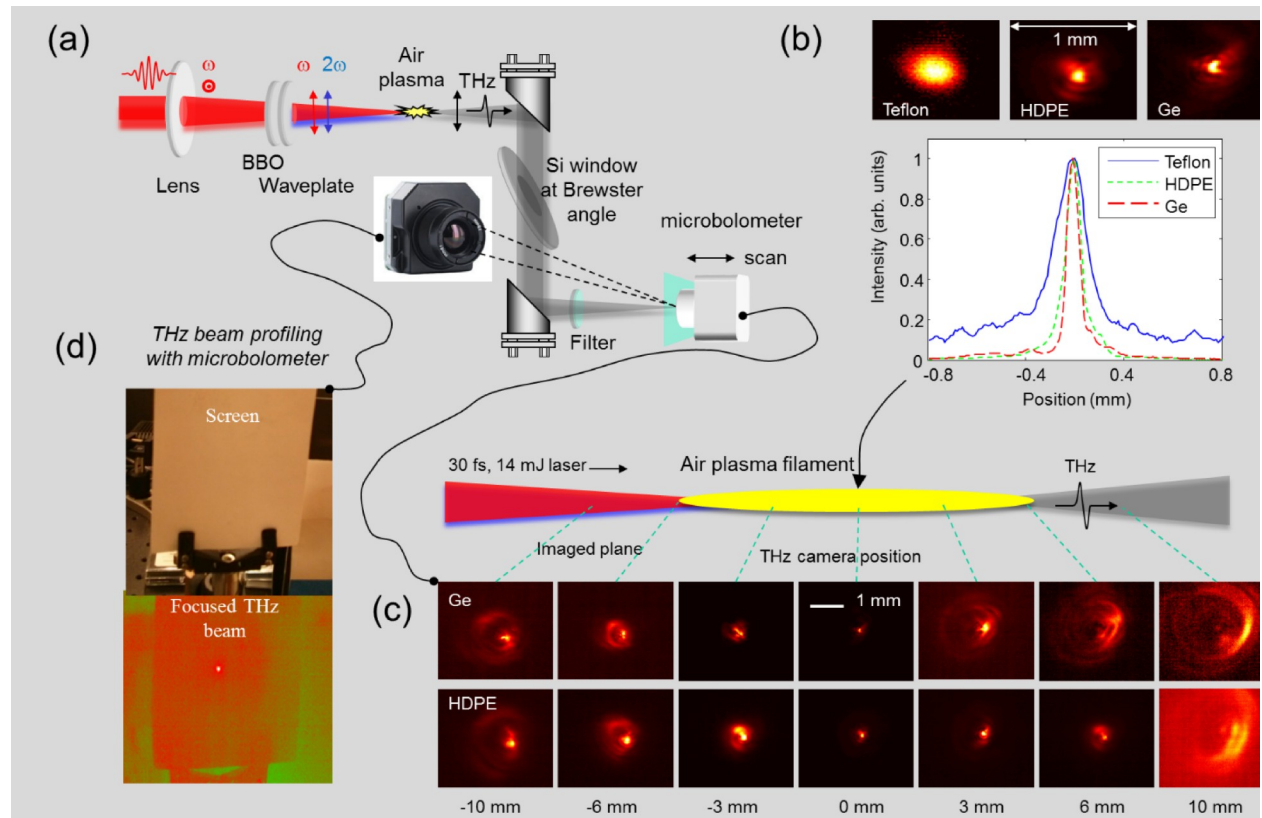 (a)
ω
ω 2ω
Air
plasma
THz
BBO
Lens
Waveplate
Si window
at Brewster
angle
microbolometer
scan
Filter
(b)
1 mm
Teflon
HDPE
Ge
Teflon
HDPE
Ge
Intensity (arb. units)
1
0.8
0.6
0.4
0.2
0
-0.8
-0.4
0
0.4
0.8
Position (mm)
THz beam profiling
with microbolometer
(d)
Screen
Focused THz
beam
30 fs, 14 mJ laser
Air plasma filament
THz
Imaged plane
THz camera position
(c)
Ge
1 mm
HDPE
-10 mm
-6 mm
-3 mm
0 mm
3 mm
6 mm
10 mm